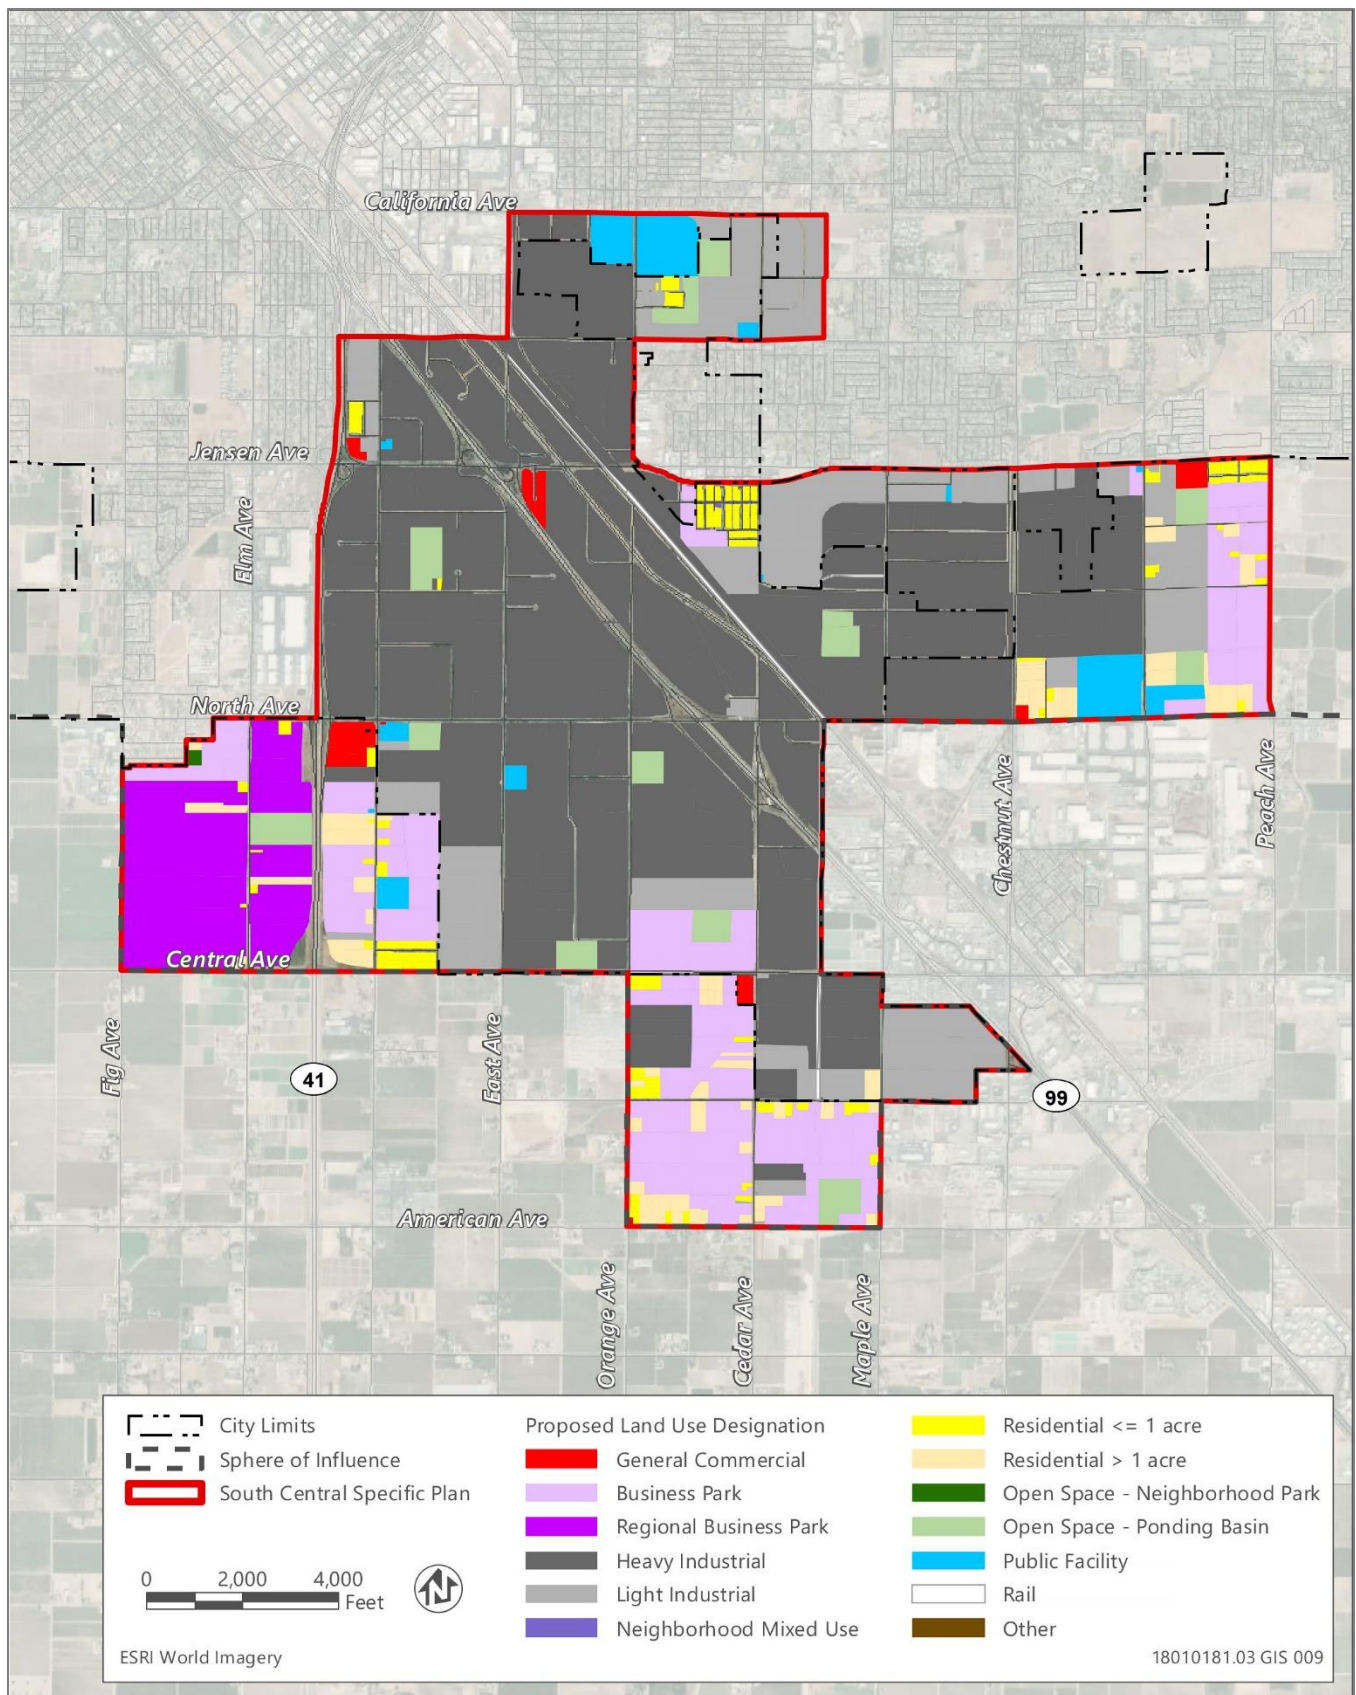 California Ave
Jensen Ave
Elm Ave
North Ave
Chestnut Ave
Peach Ave
Central Ave
Fig Ave
41
East Ave
99
American Ave
Orange Ave
Cedar Ave
Maple Ave
City Limits
Sphere of Influence
South Central Specific Plan
0 2,000 4,000
Feet
N
ESRI World Imagery
Proposed Land Use Designation
General Commercial
Business Park
Regional Business Park
Heavy Industrial
Light Industrial
Neighborhood Mixed Use
Residential <= 1 acre
Residential > 1 acre
Open Space - Neighborhood Park
Open Space - Ponding Basin
Public Facility
Rail
Other
18010181.03 GIS 009